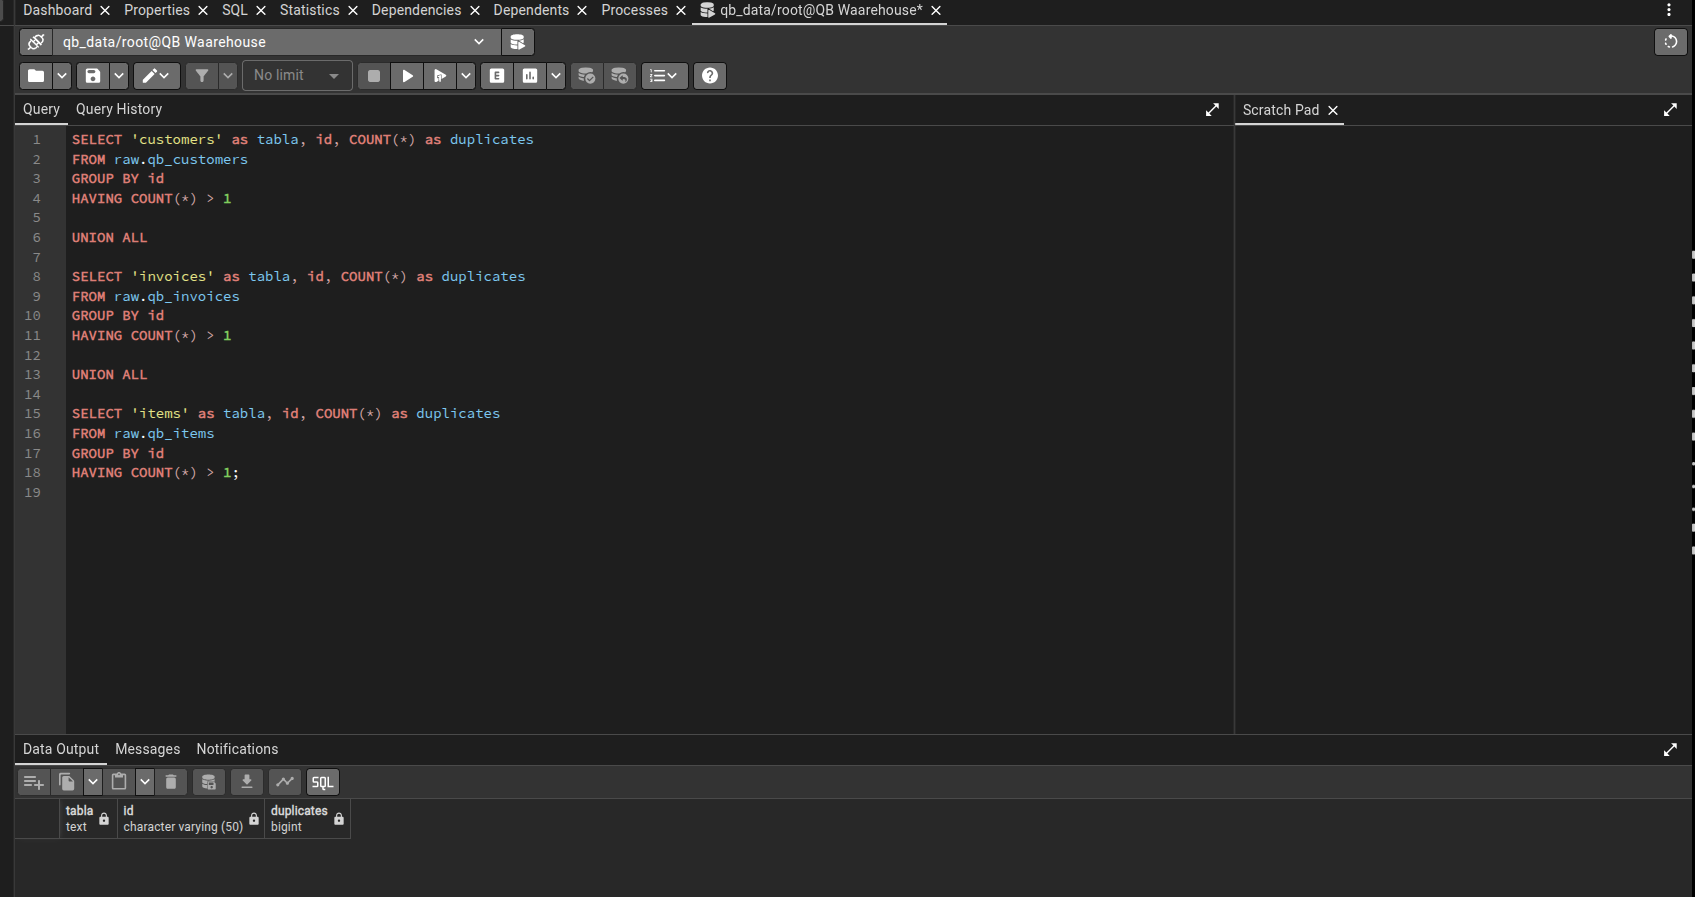 Dashboard Properties SQL Statistics Dependencies Dependents Processes qb_data/root@QB Waarehouse*
qb_data/root@QB Waarehouse
No limit E
Query Query History Scratch Pad
1 SELECT 'customers' as tabla, id, COUNT(*) as duplicates
2 FROM raw.qb_customers
3 GROUP BY id
4 HAVING COUNT(*) > 1
5
6 UNION ALL
7
8 SELECT 'invoices' as tabla, id, COUNT(*) as duplicates
9 FROM raw.qb_invoices
10 GROUP BY id
11 HAVING COUNT(*) > 1
12
13 UNION ALL
14
15 SELECT 'items' as tabla, id, COUNT(*) as duplicates
16 FROM raw.qb_items
17 GROUP BY id
18 HAVING COUNT(*) > 1;
19
Data Output Messages Notifications
SQL
tabla id duplicates
text character varying (50) bigint